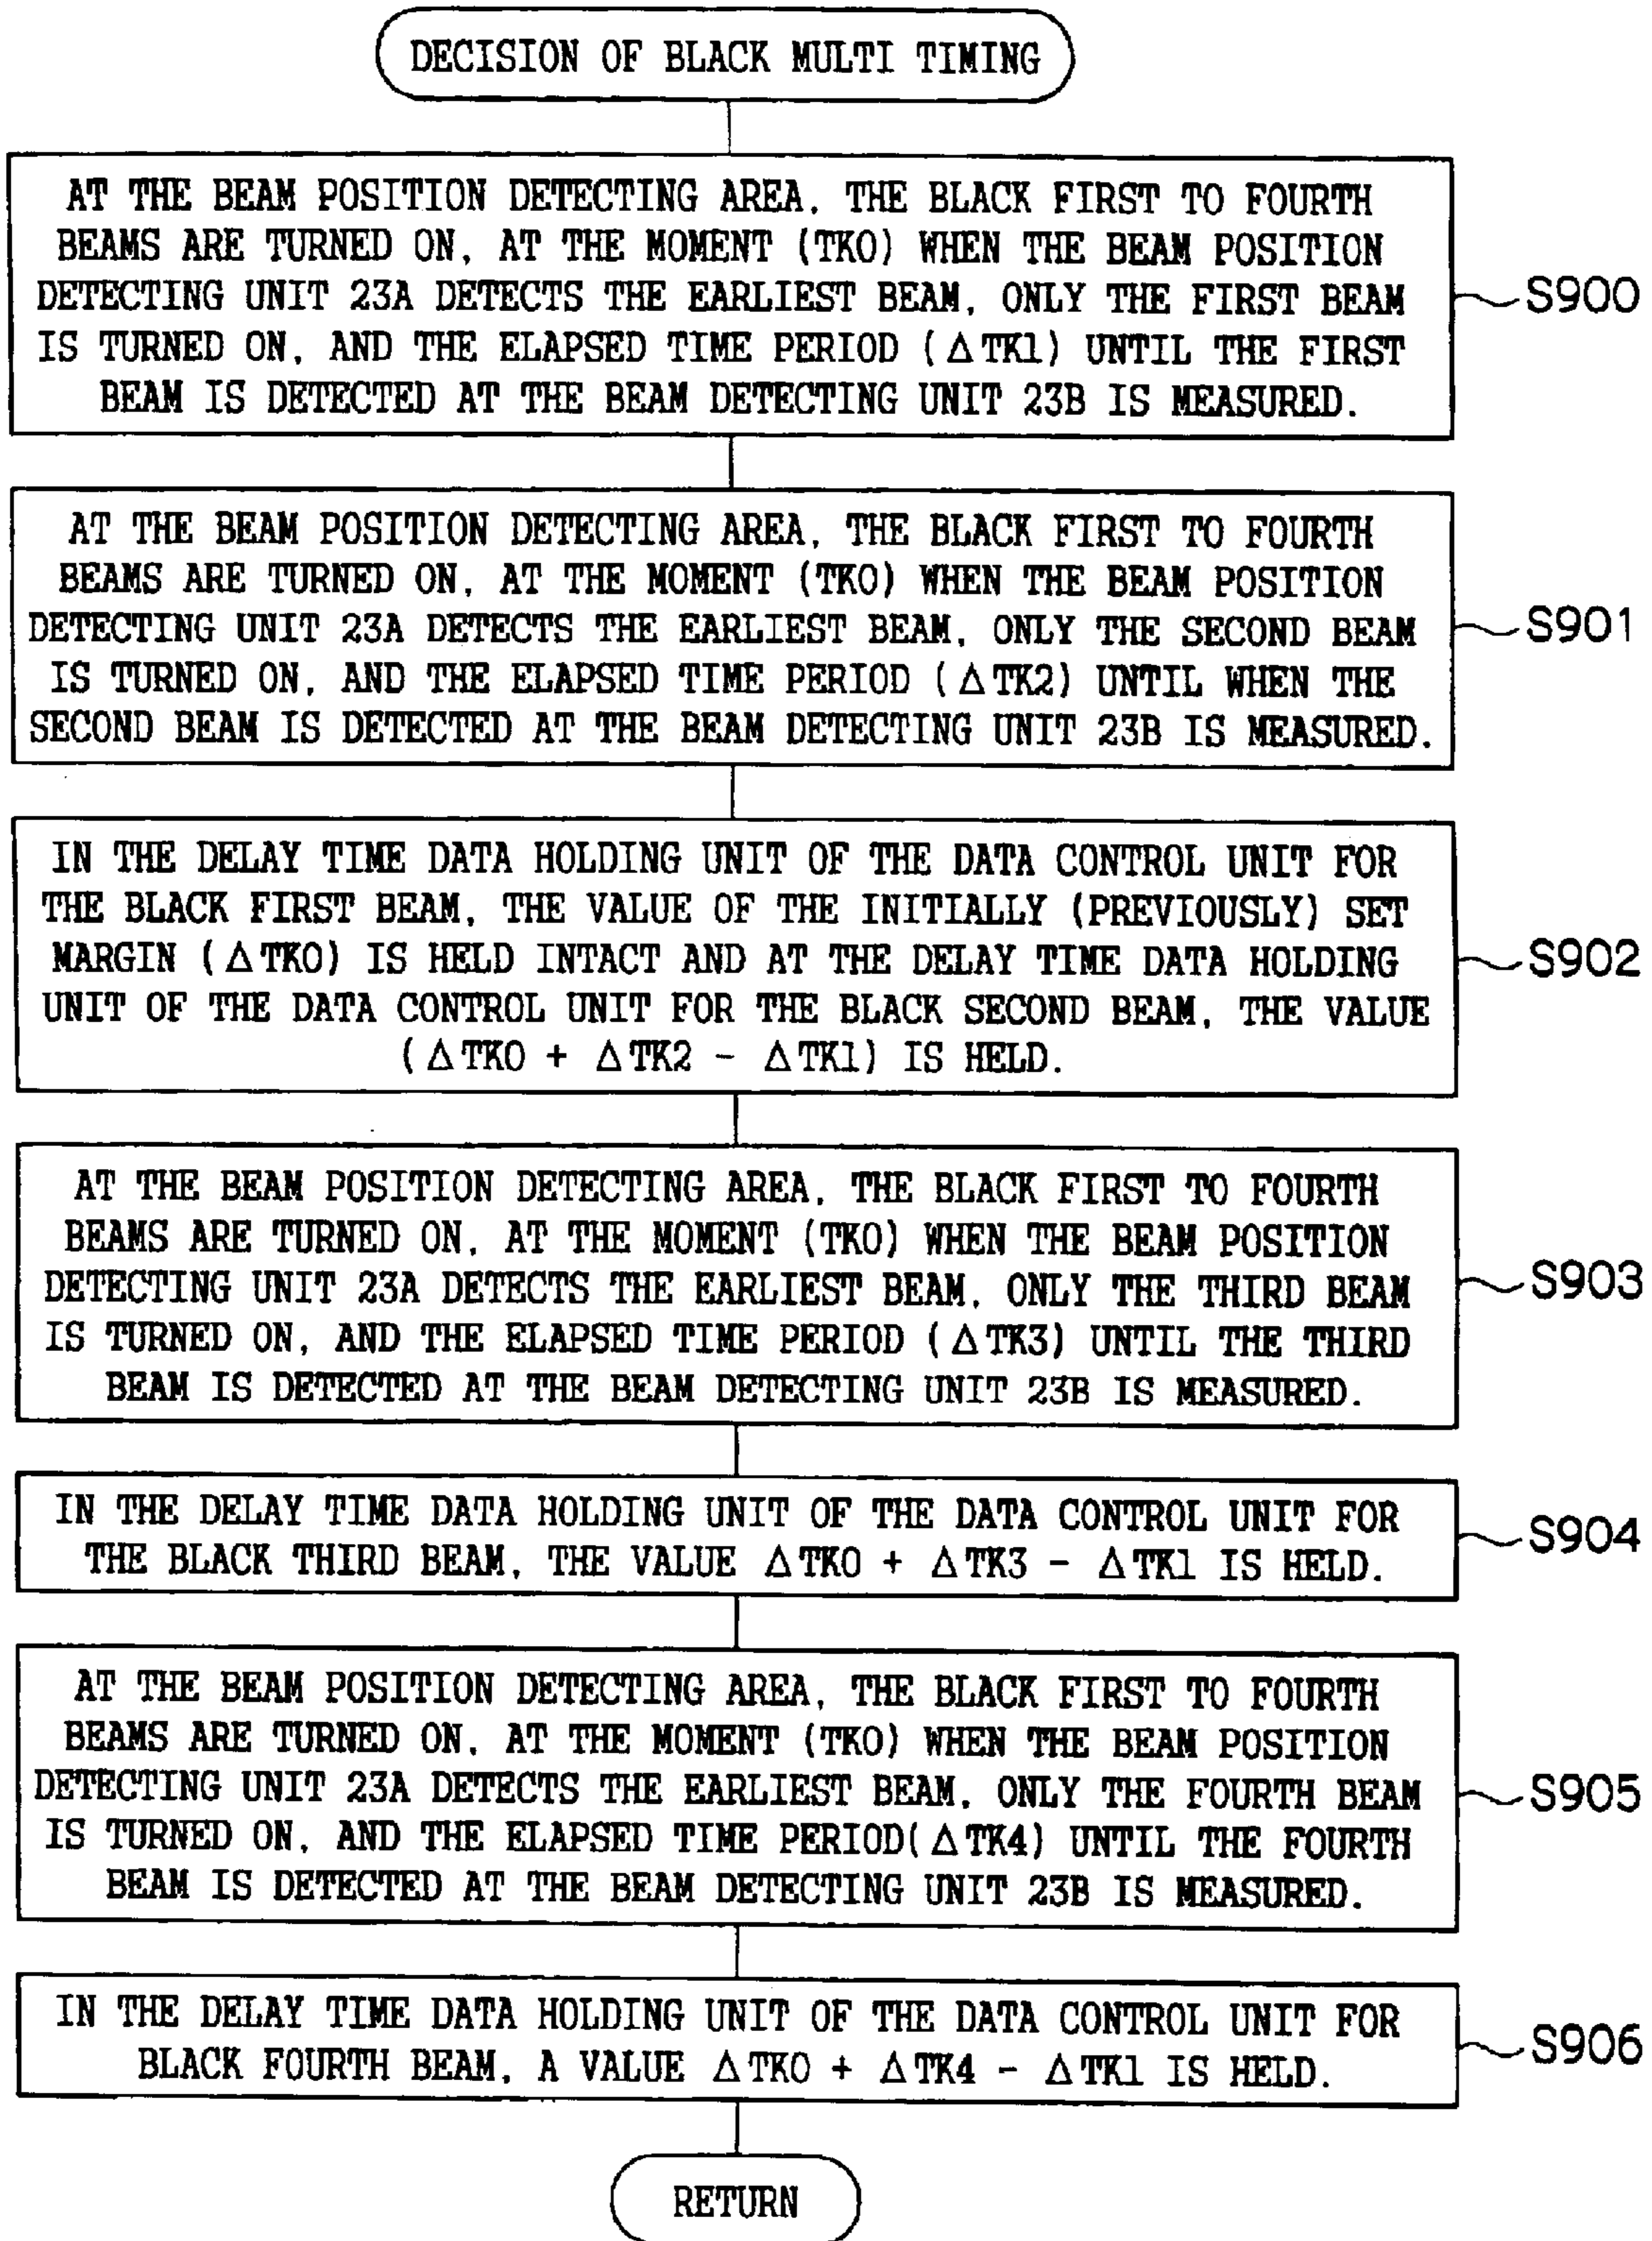 DECISION OF BLACK MULTI TIMING
AT THE BEAM POSITION DETECTING AREA, THE BLACK FIRST TO FOURTH
BEAMS ARE TURNED ON, AT THE MOMENT (TK0) WHEN THE BEAM POSITION
DETECTING UNIT 23A DETECTS THE EARLIEST BEAM, ONLY THE FIRST BEAM
IS TURNED ON, AND THE ELAPSED TIME PERIOD (△TK1) UNTIL THE FIRST
BEAM IS DETECTED AT THE BEAM DETECTING UNIT 23B IS MEASURED.
S900
AT THE BEAM POSITION DETECTING AREA, THE BLACK FIRST TO FOURTH
BEAMS ARE TURNED ON, AT THE MOMENT (TK0) WHEN THE BEAM POSITION
DETECTING UNIT 23A DETECTS THE EARLIEST BEAM, ONLY THE SECOND BEAM
IS TURNED ON, AND THE ELAPSED TIME PERIOD (△TK2) UNTIL WHEN THE
SECOND BEAM IS DETECTED AT THE BEAM DETECTING UNIT 23B IS MEASURED.
S901
IN THE DELAY TIME DATA HOLDING UNIT OF THE DATA CONTROL UNIT FOR
THE BLACK FIRST BEAM, THE VALUE OF THE INITIALLY (PREVIOUSLY) SET
MARGIN (△TK0) IS HELD INTACT AND AT THE DELAY TIME DATA HOLDING
UNIT OF THE DATA CONTROL UNIT FOR THE BLACK SECOND BEAM, THE VALUE
(△TK0 + △TK2 - △TK1) IS HELD.
S902
AT THE BEAM POSITION DETECTING AREA, THE BLACK FIRST TO FOURTH
BEAMS ARE TURNED ON, AT THE MOMENT (TK0) WHEN THE BEAM POSITION
DETECTING UNIT 23A DETECTS THE EARLIEST BEAM, ONLY THE THIRD BEAM
IS TURNED ON, AND THE ELAPSED TIME PERIOD (△TK3) UNTIL THE THIRD
BEAM IS DETECTED AT THE BEAM DETECTING UNIT 23B IS MEASURED.
S903
IN THE DELAY TIME DATA HOLDING UNIT OF THE DATA CONTROL UNIT FOR
THE BLACK THIRD BEAM, THE VALUE △TK0 + △TK3 - △TK1 IS HELD.
S904
AT THE BEAM POSITION DETECTING AREA, THE BLACK FIRST TO FOURTH
BEAMS ARE TURNED ON, AT THE MOMENT (TK0) WHEN THE BEAM POSITION
DETECTING UNIT 23A DETECTS THE EARLIEST BEAM, ONLY THE FOURTH BEAM
IS TURNED ON, AND THE ELAPSED TIME PERIOD(△TK4) UNTIL THE FOURTH
BEAM IS DETECTED AT THE BEAM DETECTING UNIT 23B IS MEASURED.
S905
IN THE DELAY TIME DATA HOLDING UNIT OF THE DATA CONTROL UNIT FOR
BLACK FOURTH BEAM, A VALUE △TK0 + △TK4 - △TK1 IS HELD.
S906
RETURN